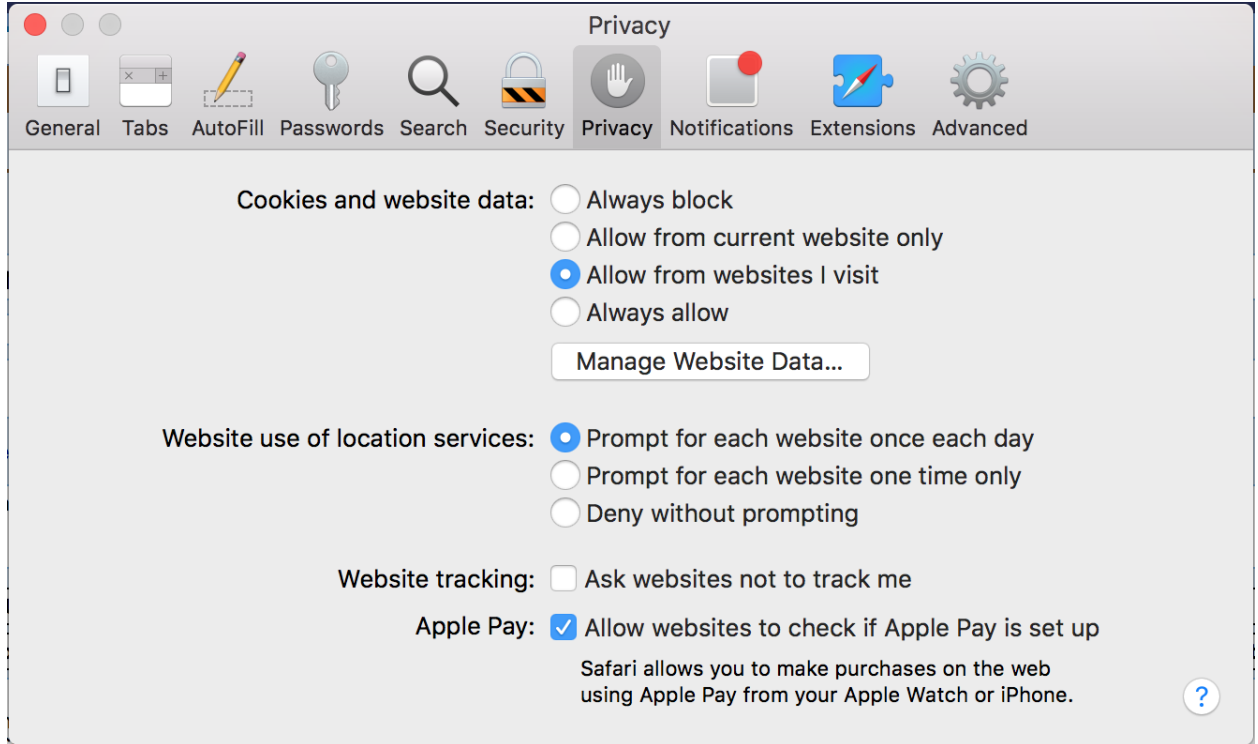 Privacy
General Tabs AutoFill Passwords Search Security Privacy Notifications Extensions Advanced
Cookies and website data: Always block
Allow from current website only
Allow from websites I visit
Always allow
Manage Website Data...
Website use of location services: Prompt for each website once each day
Prompt for each website one time only
Deny without prompting
Website tracking: Ask websites not to track me
Apple Pay: Allow websites to check if Apple Pay is set up
Safari allows you to make purchases on the web
using Apple Pay from your Apple Watch or iPhone.
?